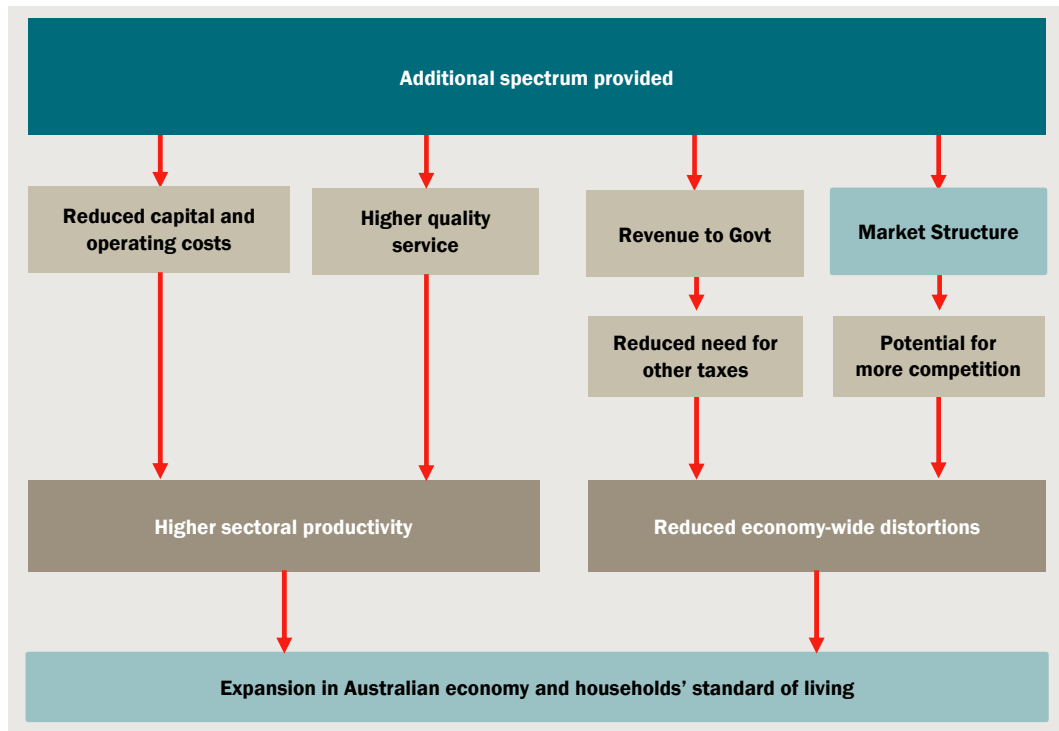 Additional spectrum provided
Reduced capital and
operating costs
Higher quality
service
Revenue to Govt
Market Structure
Reduced need for
other taxes
Potential for
more competition
Higher sectoral productivity
Reduced economy-wide distortions
Expansion in Australian economy and households’ standard of living